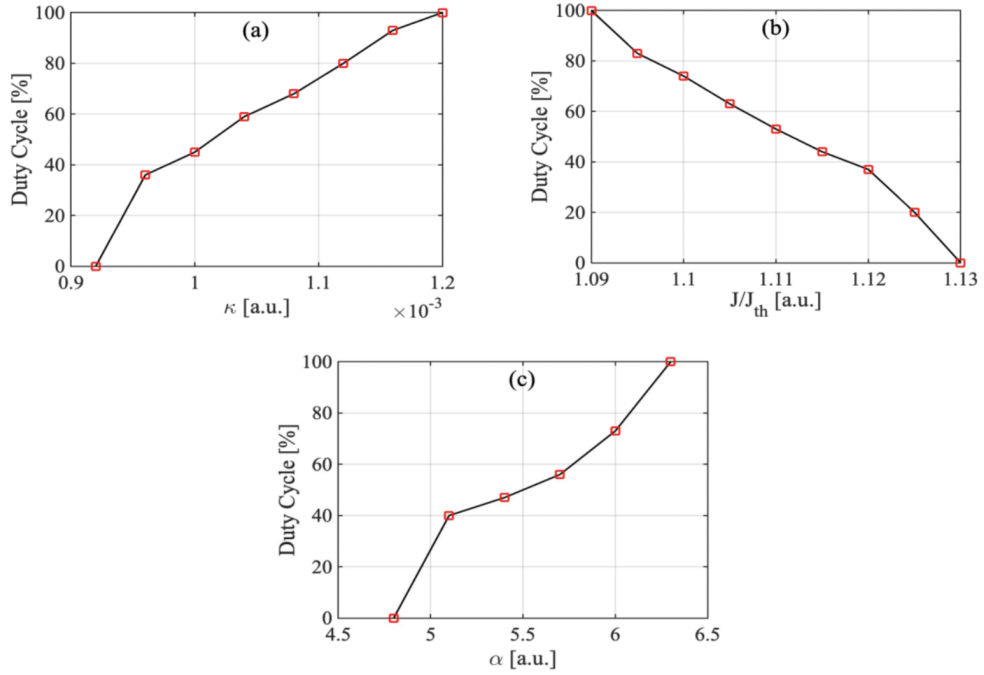 (a)
Duty Cycle [%]
100
80
60
40
20
0
0.9 1 1.1 1.2
κ [a.u.] ×10⁻³
(b)
Duty Cycle [%]
100
80
60
40
20
0
1.09 1.1 1.11 1.12 1.13
J/J_th [a.u.]
(c)
Duty Cycle [%]
100
80
60
40
20
0
4.5 5 5.5 6 6.5
α [a.u.]